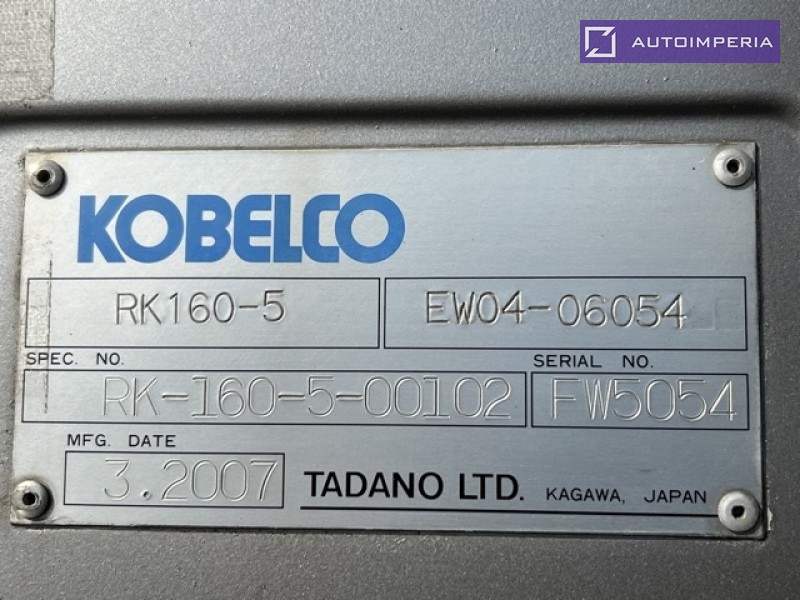 AUTOIMPERIA
KOBELCO
RK160-5 EW04-06054
SPEC. NO. SERIAL NO.
RK-160-5-00102 FW5054
MFG. DATE
3.2007 TADANO LTD. KAGAWA, JAPAN